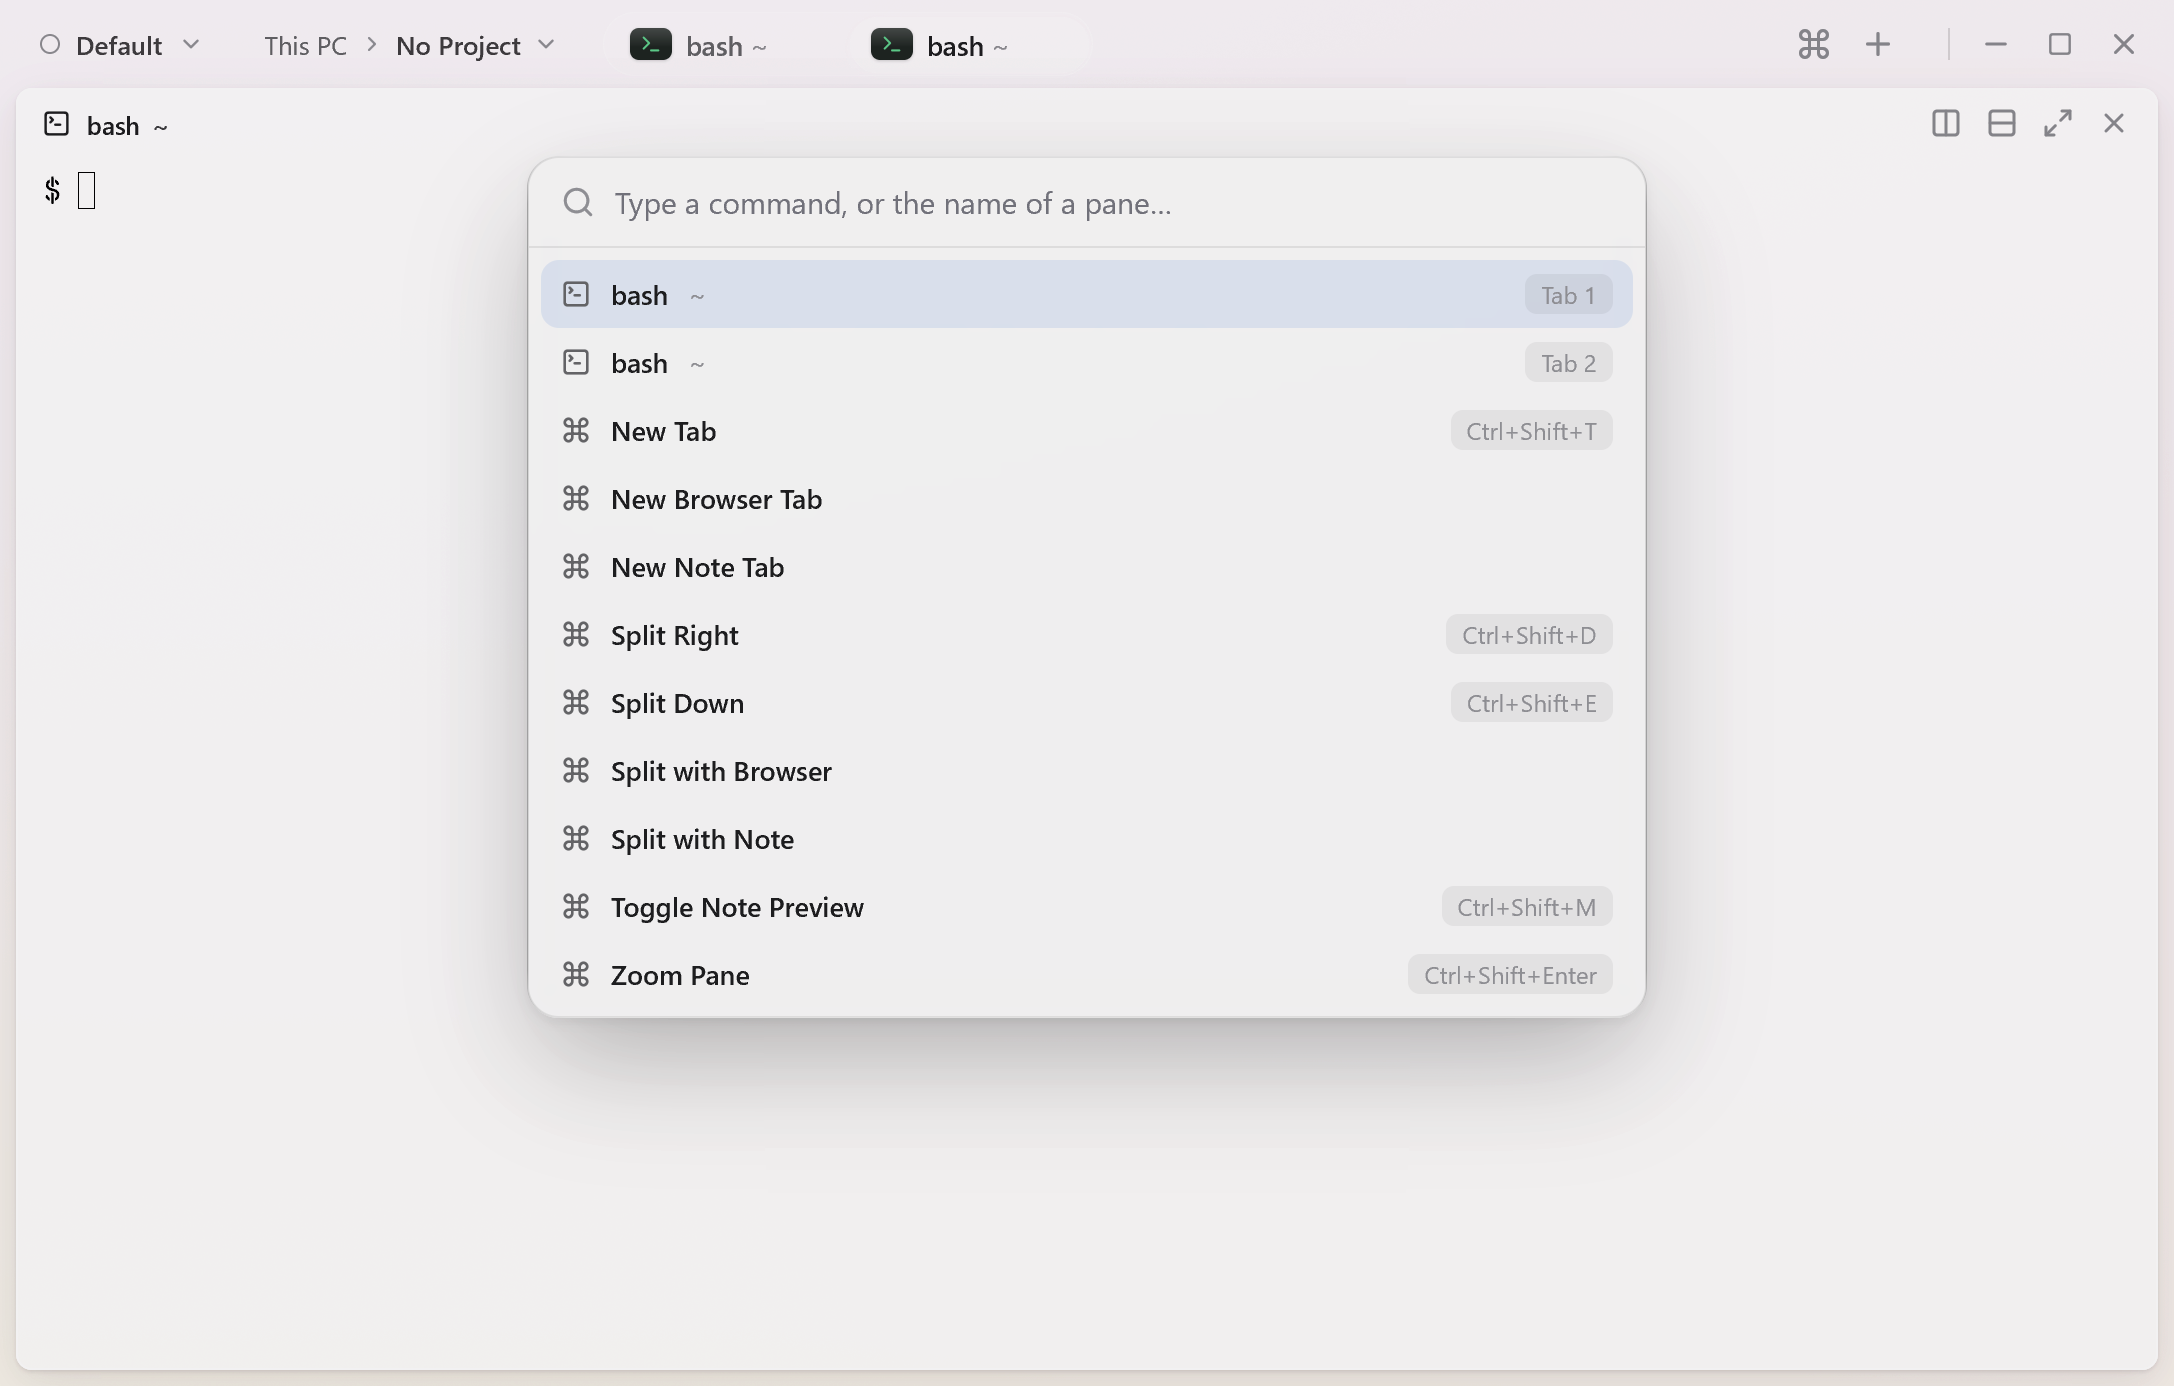 Default This PC > No Project bash ~ bash ~
bash ~
$
Type a command, or the name of a pane...
bash ~ Tab 1
bash ~ Tab 2
New Tab Ctrl+Shift+T
New Browser Tab
New Note Tab
Split Right Ctrl+Shift+D
Split Down Ctrl+Shift+E
Split with Browser
Split with Note
Toggle Note Preview Ctrl+Shift+M
Zoom Pane Ctrl+Shift+Enter